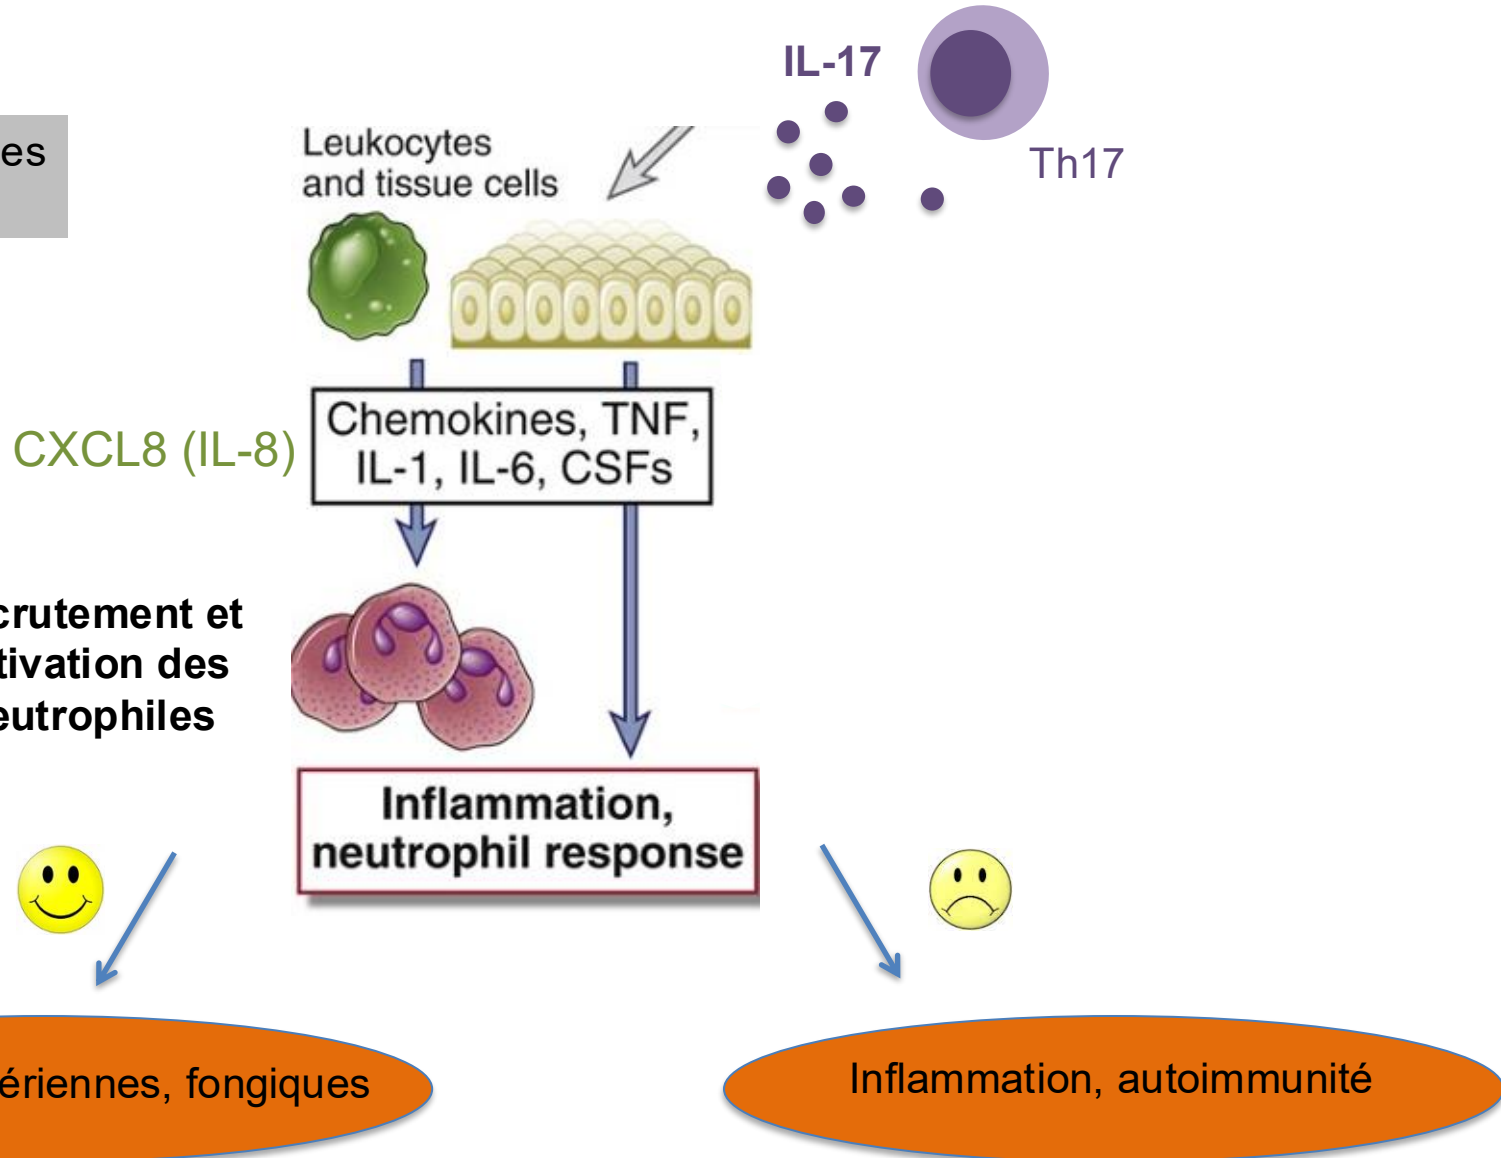 IL-17
Th17
es
Leukocytes
and tissue cells
CXCL8 (IL-8)
Chemokines, TNF,
IL-1, IL-6, CSFs
crutement et
tivation des
eutrophiles
Inflammation,
neutrophil response
ériennes, fongiques
Inflammation, autoimmunité